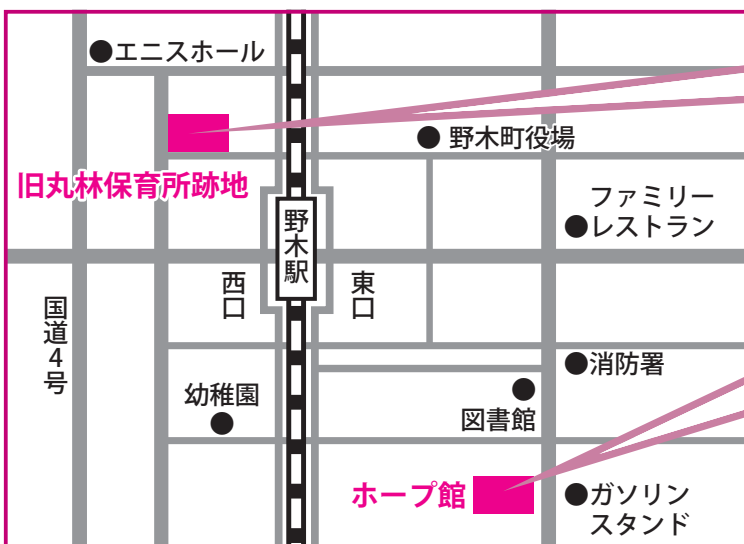 ●エニスホール
● 野木町役場
旧丸林保育所跡地
ファミリー
●レストラン
野木駅
西口
東口
国道4号
●消防署
幼稚園
●
●
図書館
ホープ館
●ガソリン
スタンド